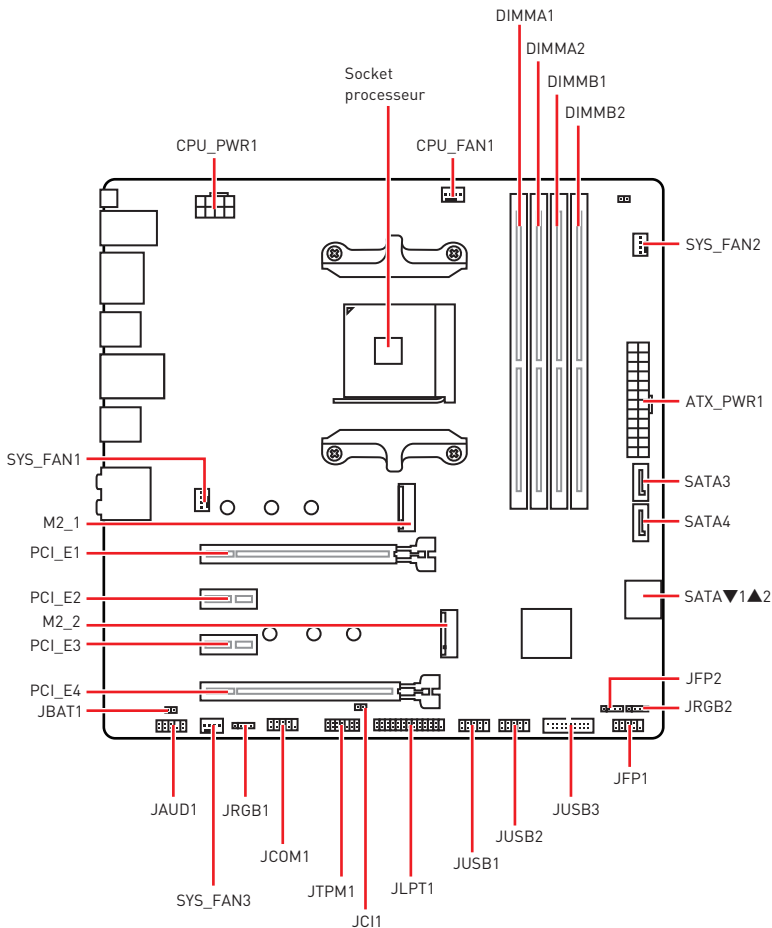 DIMMA1
DIMMA2
Socket
processeur
DIMMB1
DIMMB2
CPU_PWR1
CPU_FAN1
SYS_FAN2
ATX_PWR1
SYS_FAN1
SATA3
M2_1
SATA4
PCI_E1
PCI_E2
SATA▼1▲2
M2_2
PCI_E3
JFP2
PCI_E4
JBAT1
JRGB2
JFP1
JAUD1
JRGB1
JUSB3
JUSB2
JCOM1
JUSB1
SYS_FAN3
JTPM1
JLPT1
JCI1